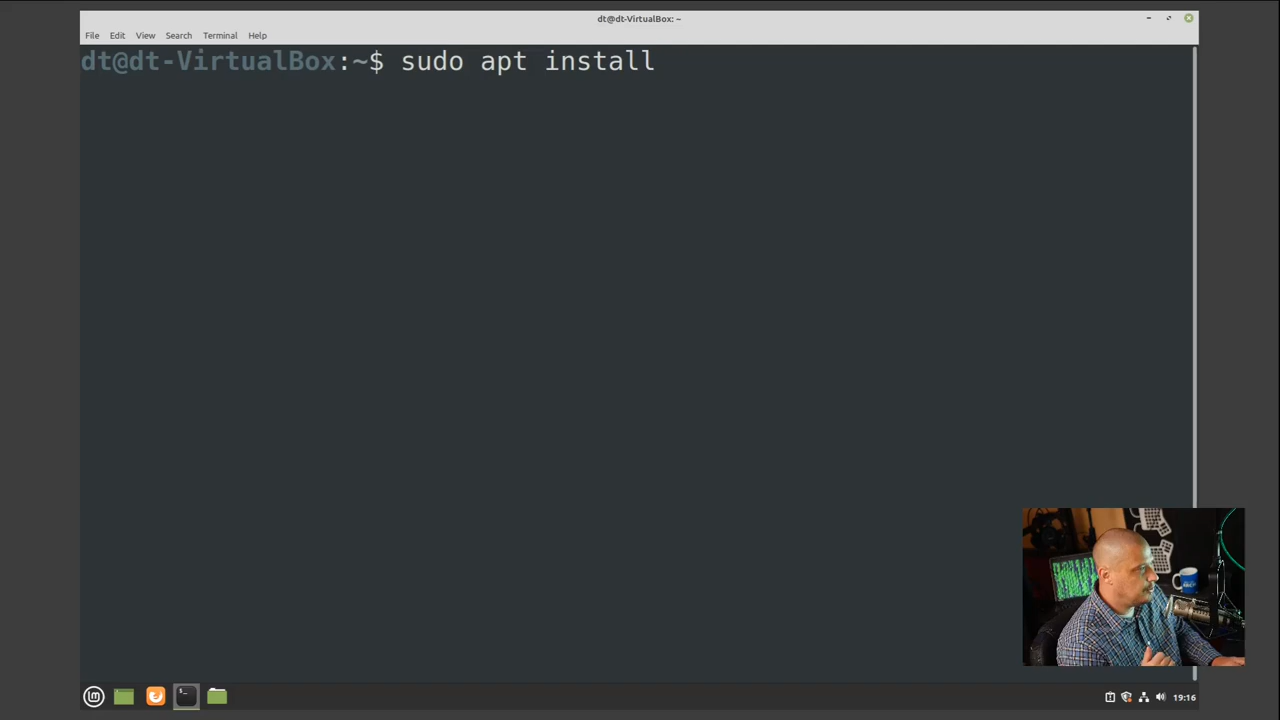 dt@dt-VirtualBox: ~
File Edit View Search Terminal Help
dt@dt-VirtualBox:~$ sudo apt install
19:16